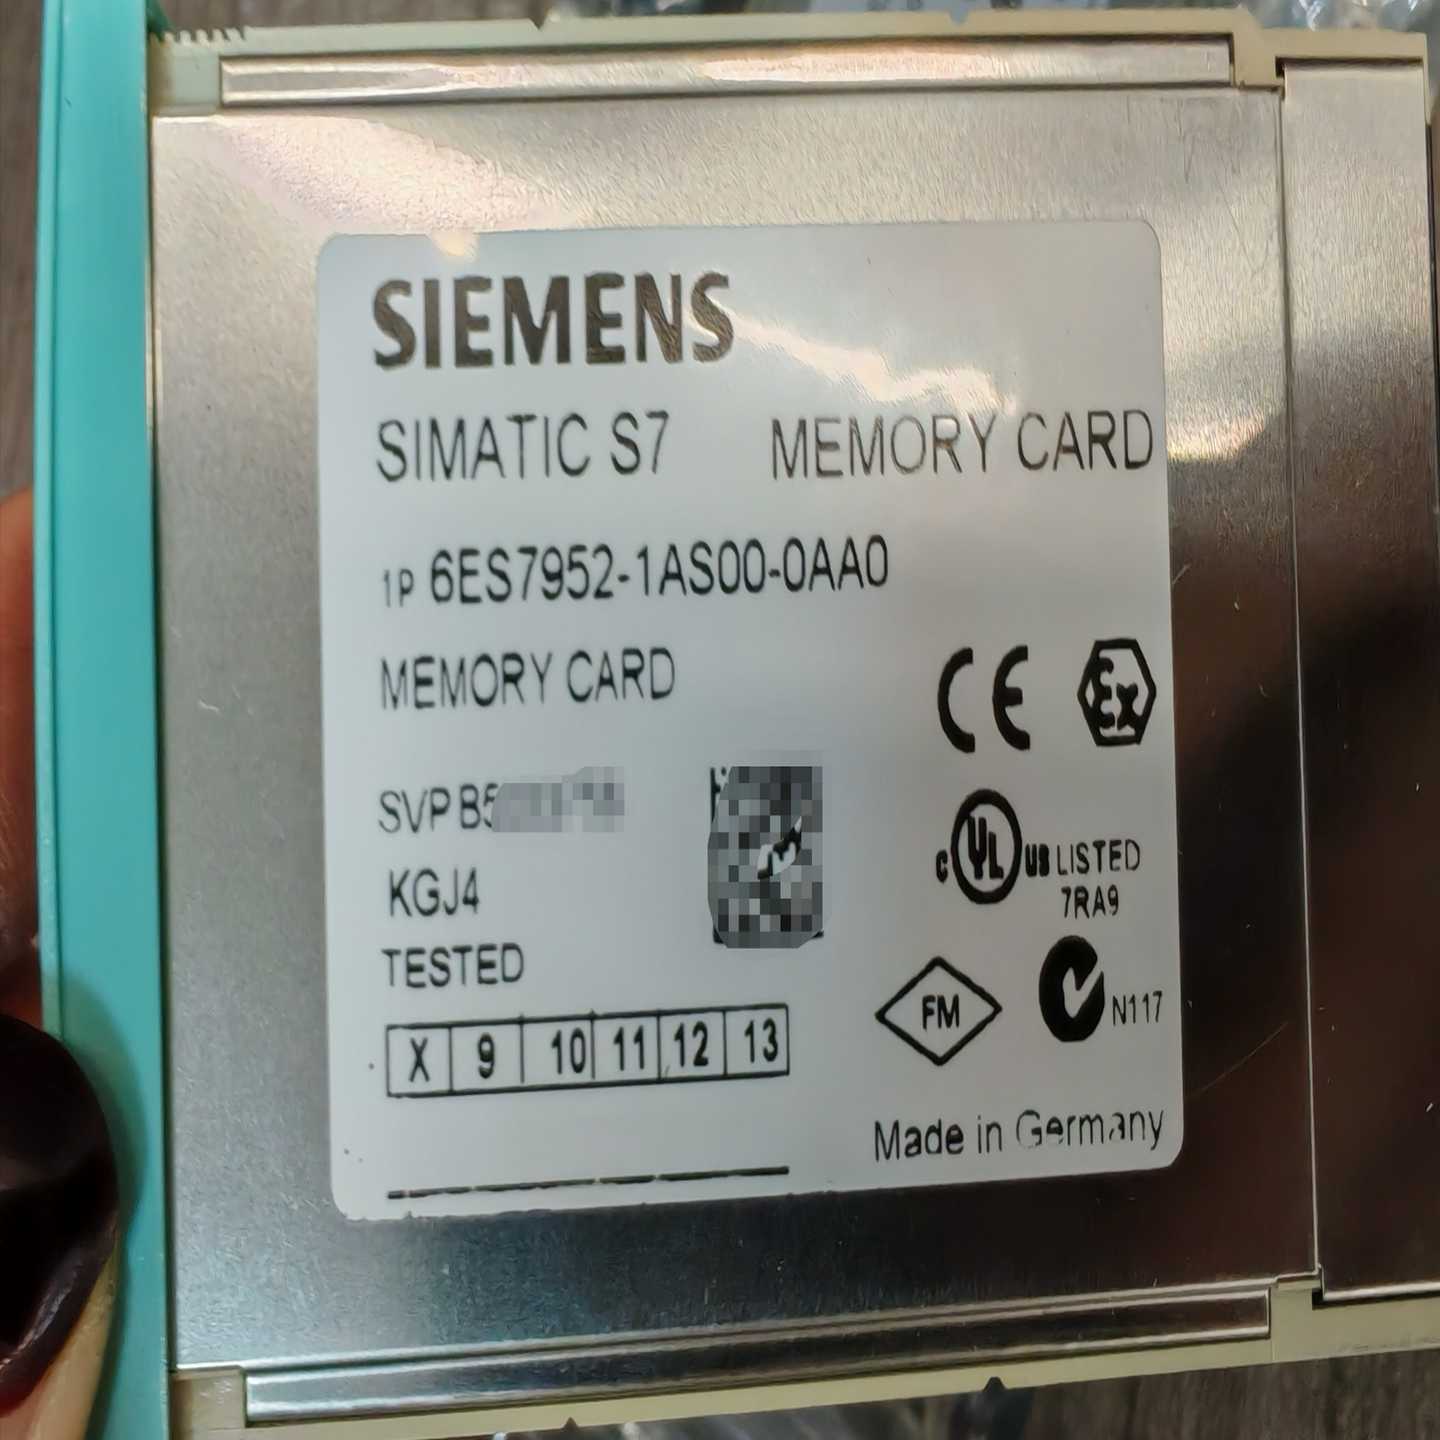 SIEMENS
SIMATIC S7 MEMORY CARD
1P 6ES7952-1AS00-0AA0
MEMORY CARD
CE Ex
SVP B5
KGJ4
TESTED
C UL US LISTED
7RA9
FM N117
X 9 10 11 12 13
Made in Germany